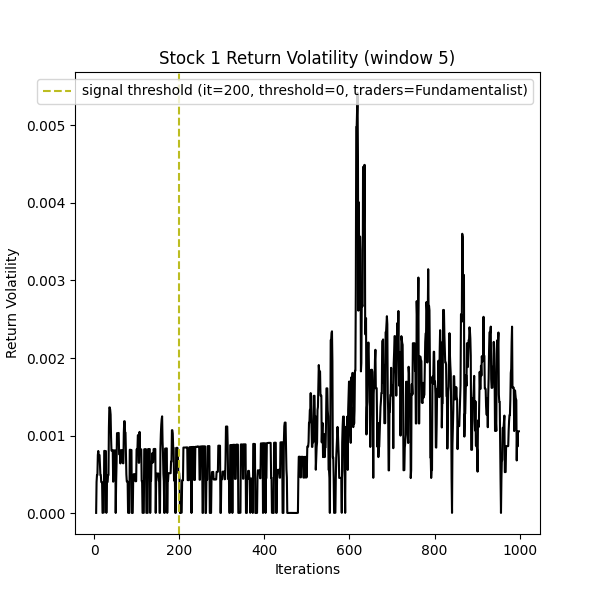 Stock 1 Return Volatility (window 5)
signal threshold (it=200, threshold=0, traders=Fundamentalist)
0.005
0.004
0.003
0.002
0.001
0.000
Return Volatility
0 200 400 600 800 1000
Iterations